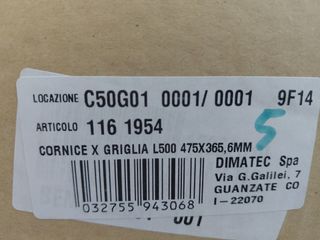 LOCAZIONE C50G01 0001/ 0001 9F14
ARTICOLO 116 1954
5
CORNICE X GRIGLIA L500 475X365,6MM
DIMATEC Spa
Via G.Galilei, 7
GUANZATE CO
I-22070
032755 943068